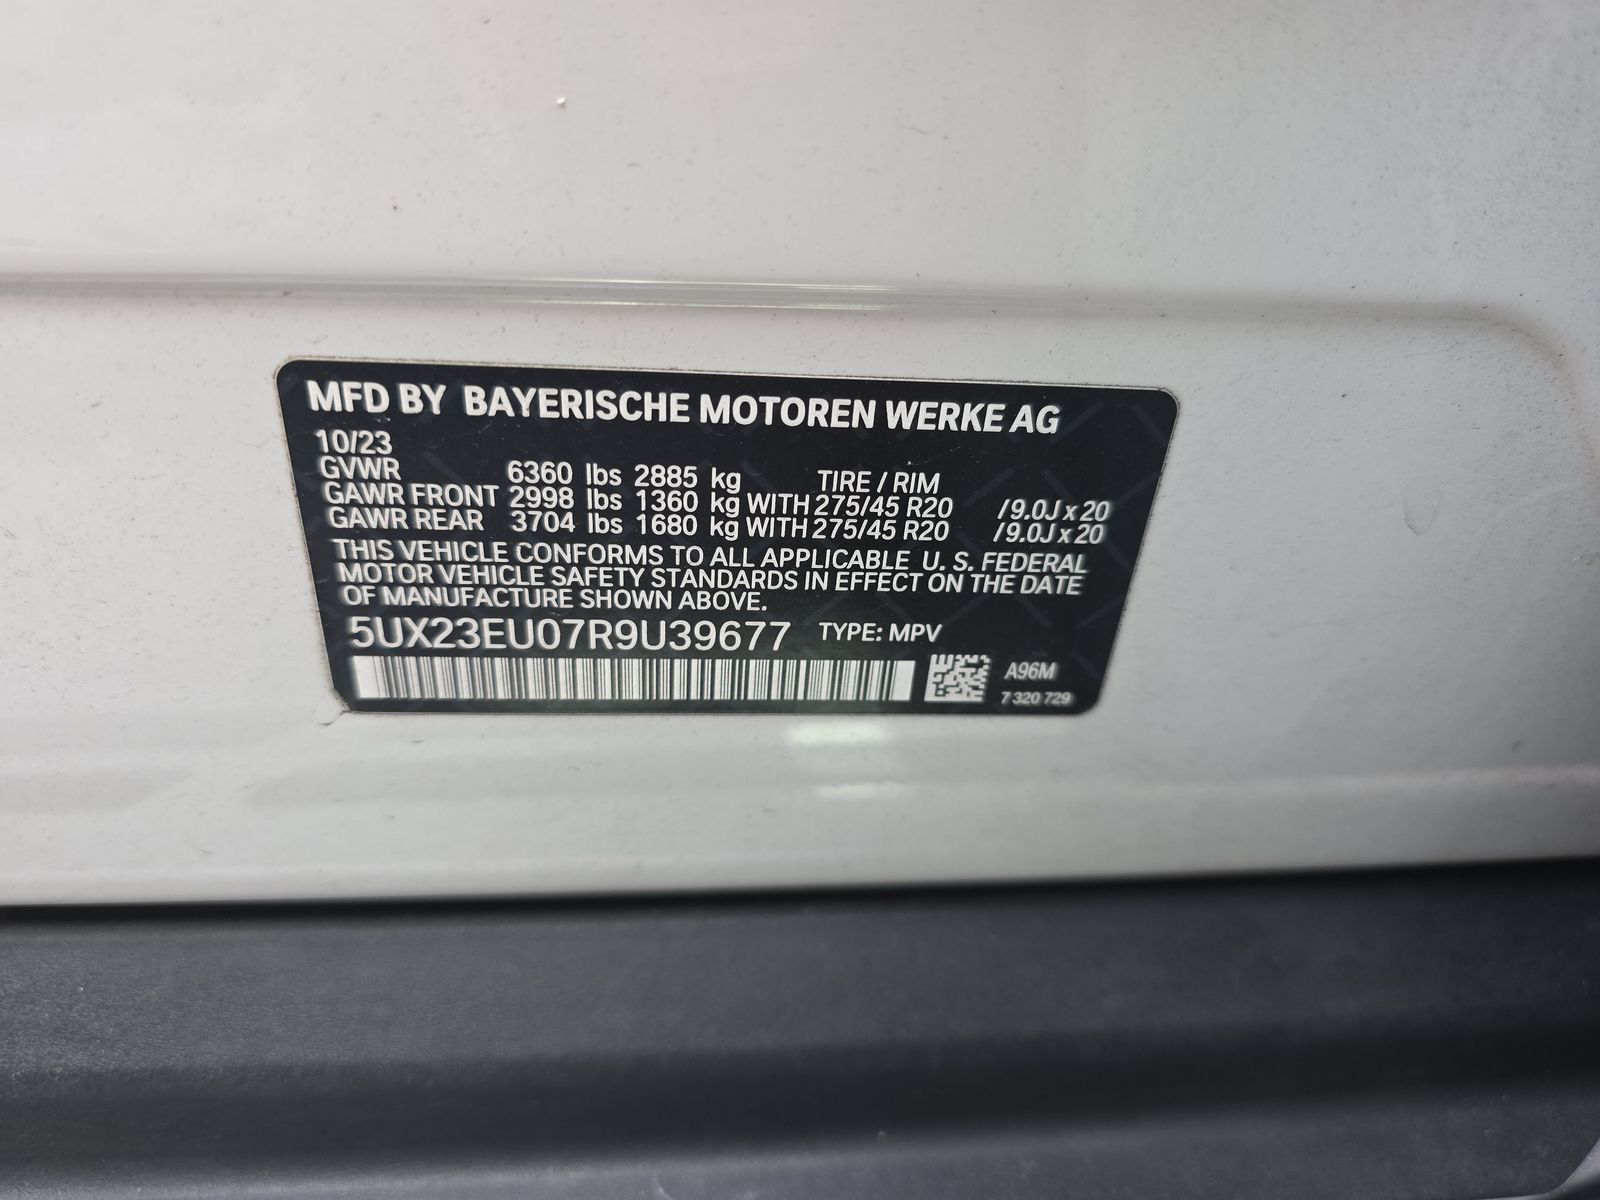 MFD BY BAYERISCHE MOTOREN WERKE AG
10/23
GVWR 6360 lbs 2885 kg TIRE / RIM
GAWR FRONT 2998 lbs 1360 kg WITH 275/45 R20 /9.0J x 20
GAWR REAR 3704 lbs 1680 kg WITH 275/45 R20 /9.0J x 20
THIS VEHICLE CONFORMS TO ALL APPLICABLE U. S. FEDERAL
MOTOR VEHICLE SAFETY STANDARDS IN EFFECT ON THE DATE
OF MANUFACTURE SHOWN ABOVE.
5UX23EU07R9U39677 TYPE: MPV
A96M
7 320 729